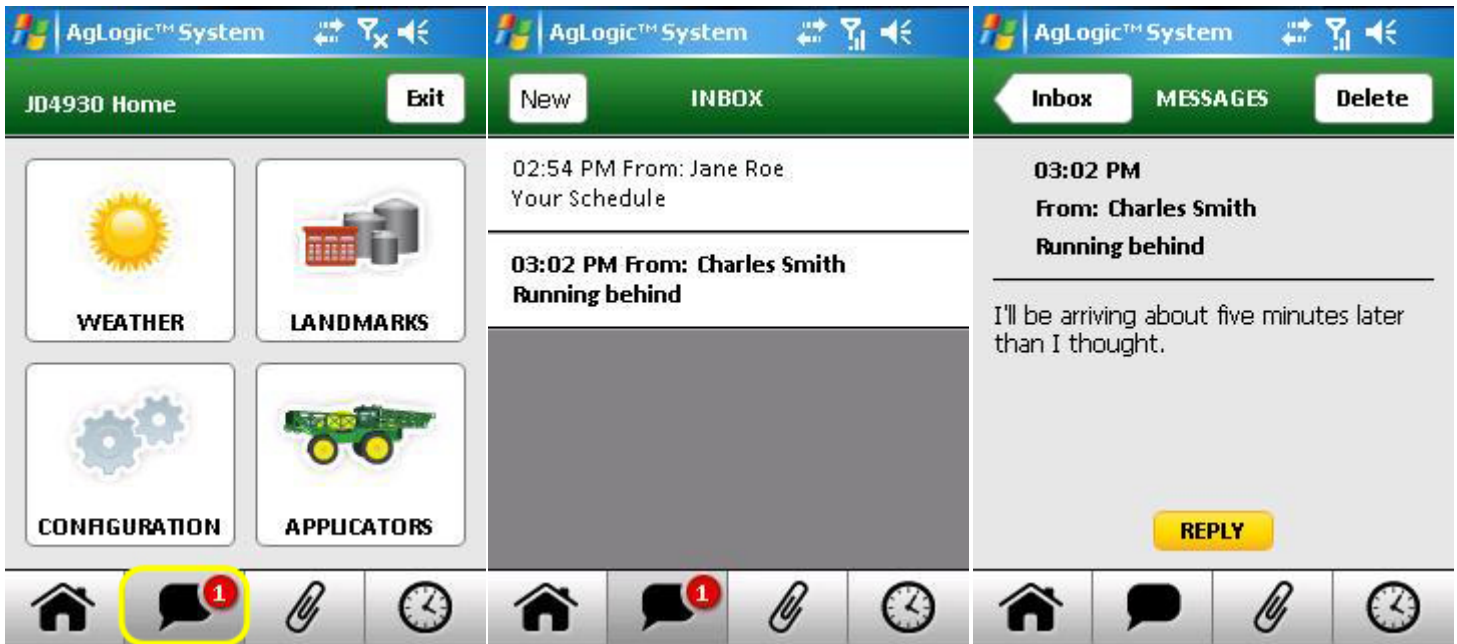 AgLogic™ System
JD4930 Home
Exit
WEATHER
LANDMARKS
CONFIGURATION
APPLICATORS
1
AgLogic™ System
New
INBOX
02:54 PM From: Jane Roe
Your Schedule
03:02 PM From: Charles Smith
Running behind
1
AgLogic™ System
Inbox
MESSAGES
Delete
03:02 PM
From: Charles Smith
Running behind
I'll be arriving about five minutes later
than I thought.
REPLY